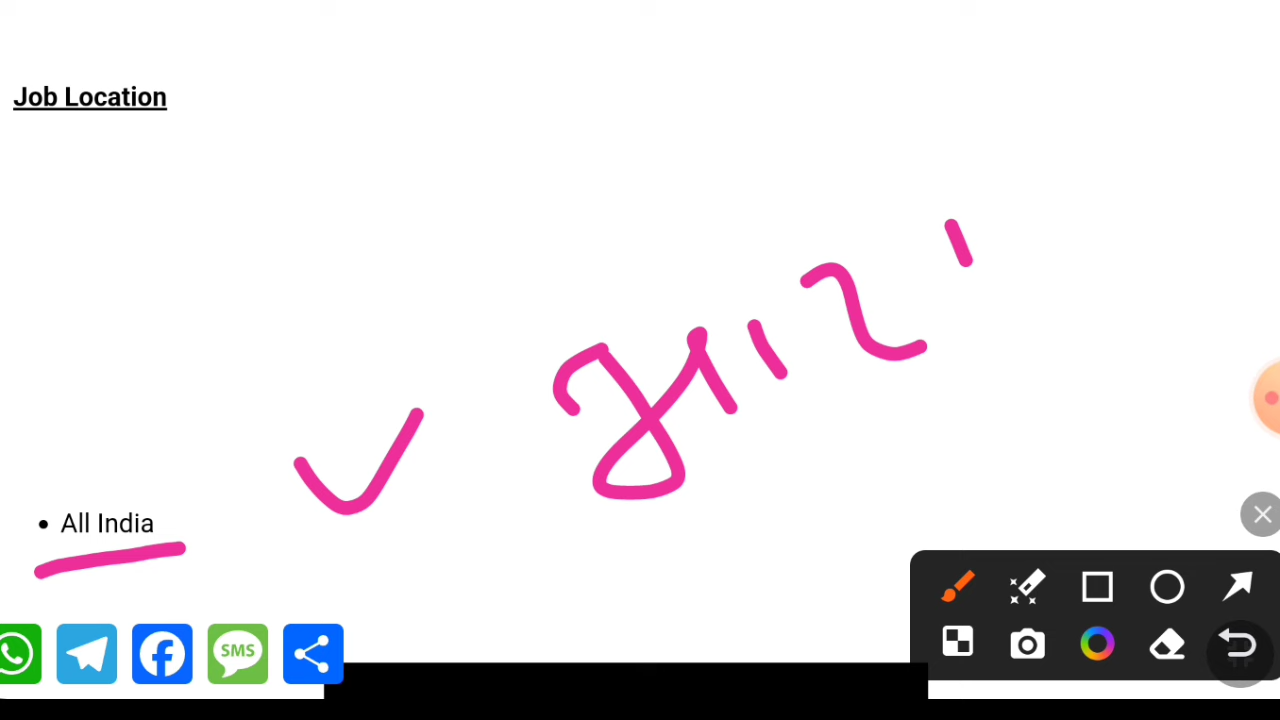 Job Location
ભાર
All India
SMS